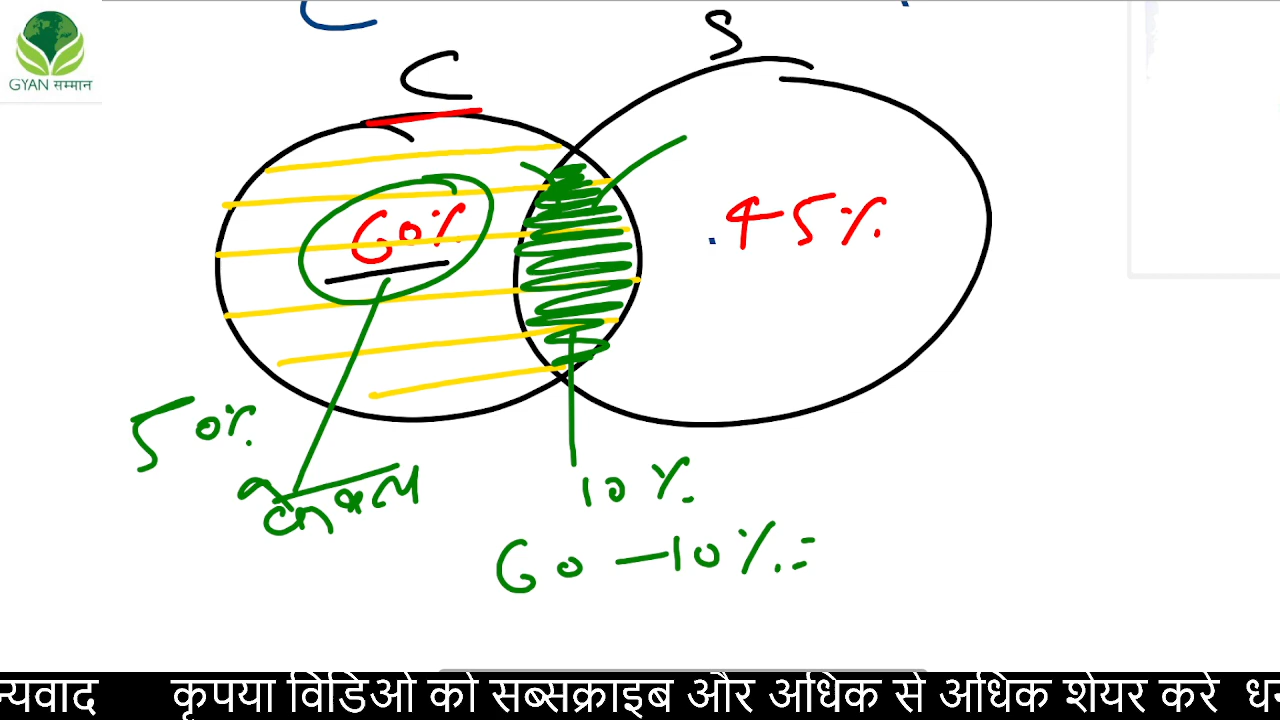 GYAN सम्मान
C
S
60%
45%
50%
केवल
10%
60 - 10% =
न्यवाद कृपया विडिओ को सब्सक्राइब और अधिक से अधिक शेयर करे धन